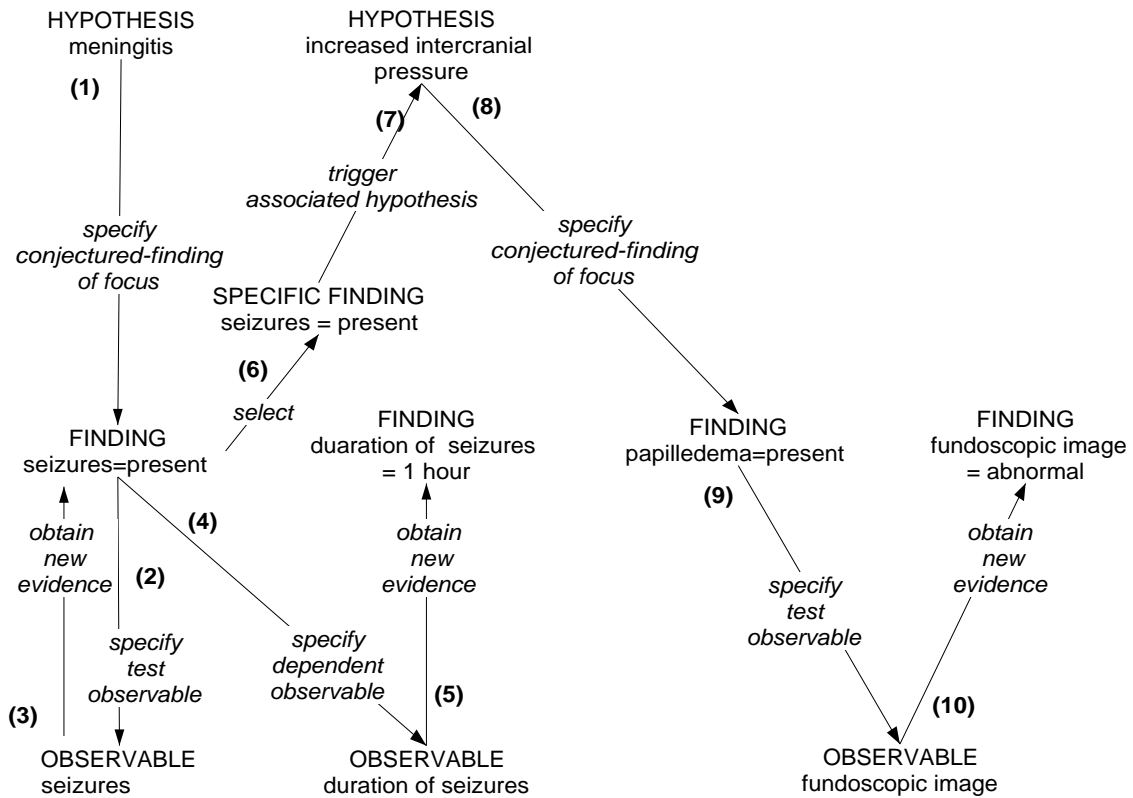 HYPOTHESIS
meningitis
(1)
HYPOTHESIS
increased intercranial
pressure
(7)
(8)
trigger
associated hypothesis
specify
conjectured-finding
of focus
specify
conjectured-finding
of focus
SPECIFIC FINDING
seizures = present
(6)
select
FINDING
seizures=present
FINDING
duaration of seizures
= 1 hour
FINDING
papilledema=present
FINDING
fundoscopic image
= abnormal
(4)
(9)
obtain
new
evidence
(2)
obtain
new
evidence
obtain
new
evidence
specify
test
observable
specify
dependent
observable
specify
test
observable
(3)
(5)
(10)
OBSERVABLE
seizures
OBSERVABLE
duration of seizures
OBSERVABLE
fundoscopic image